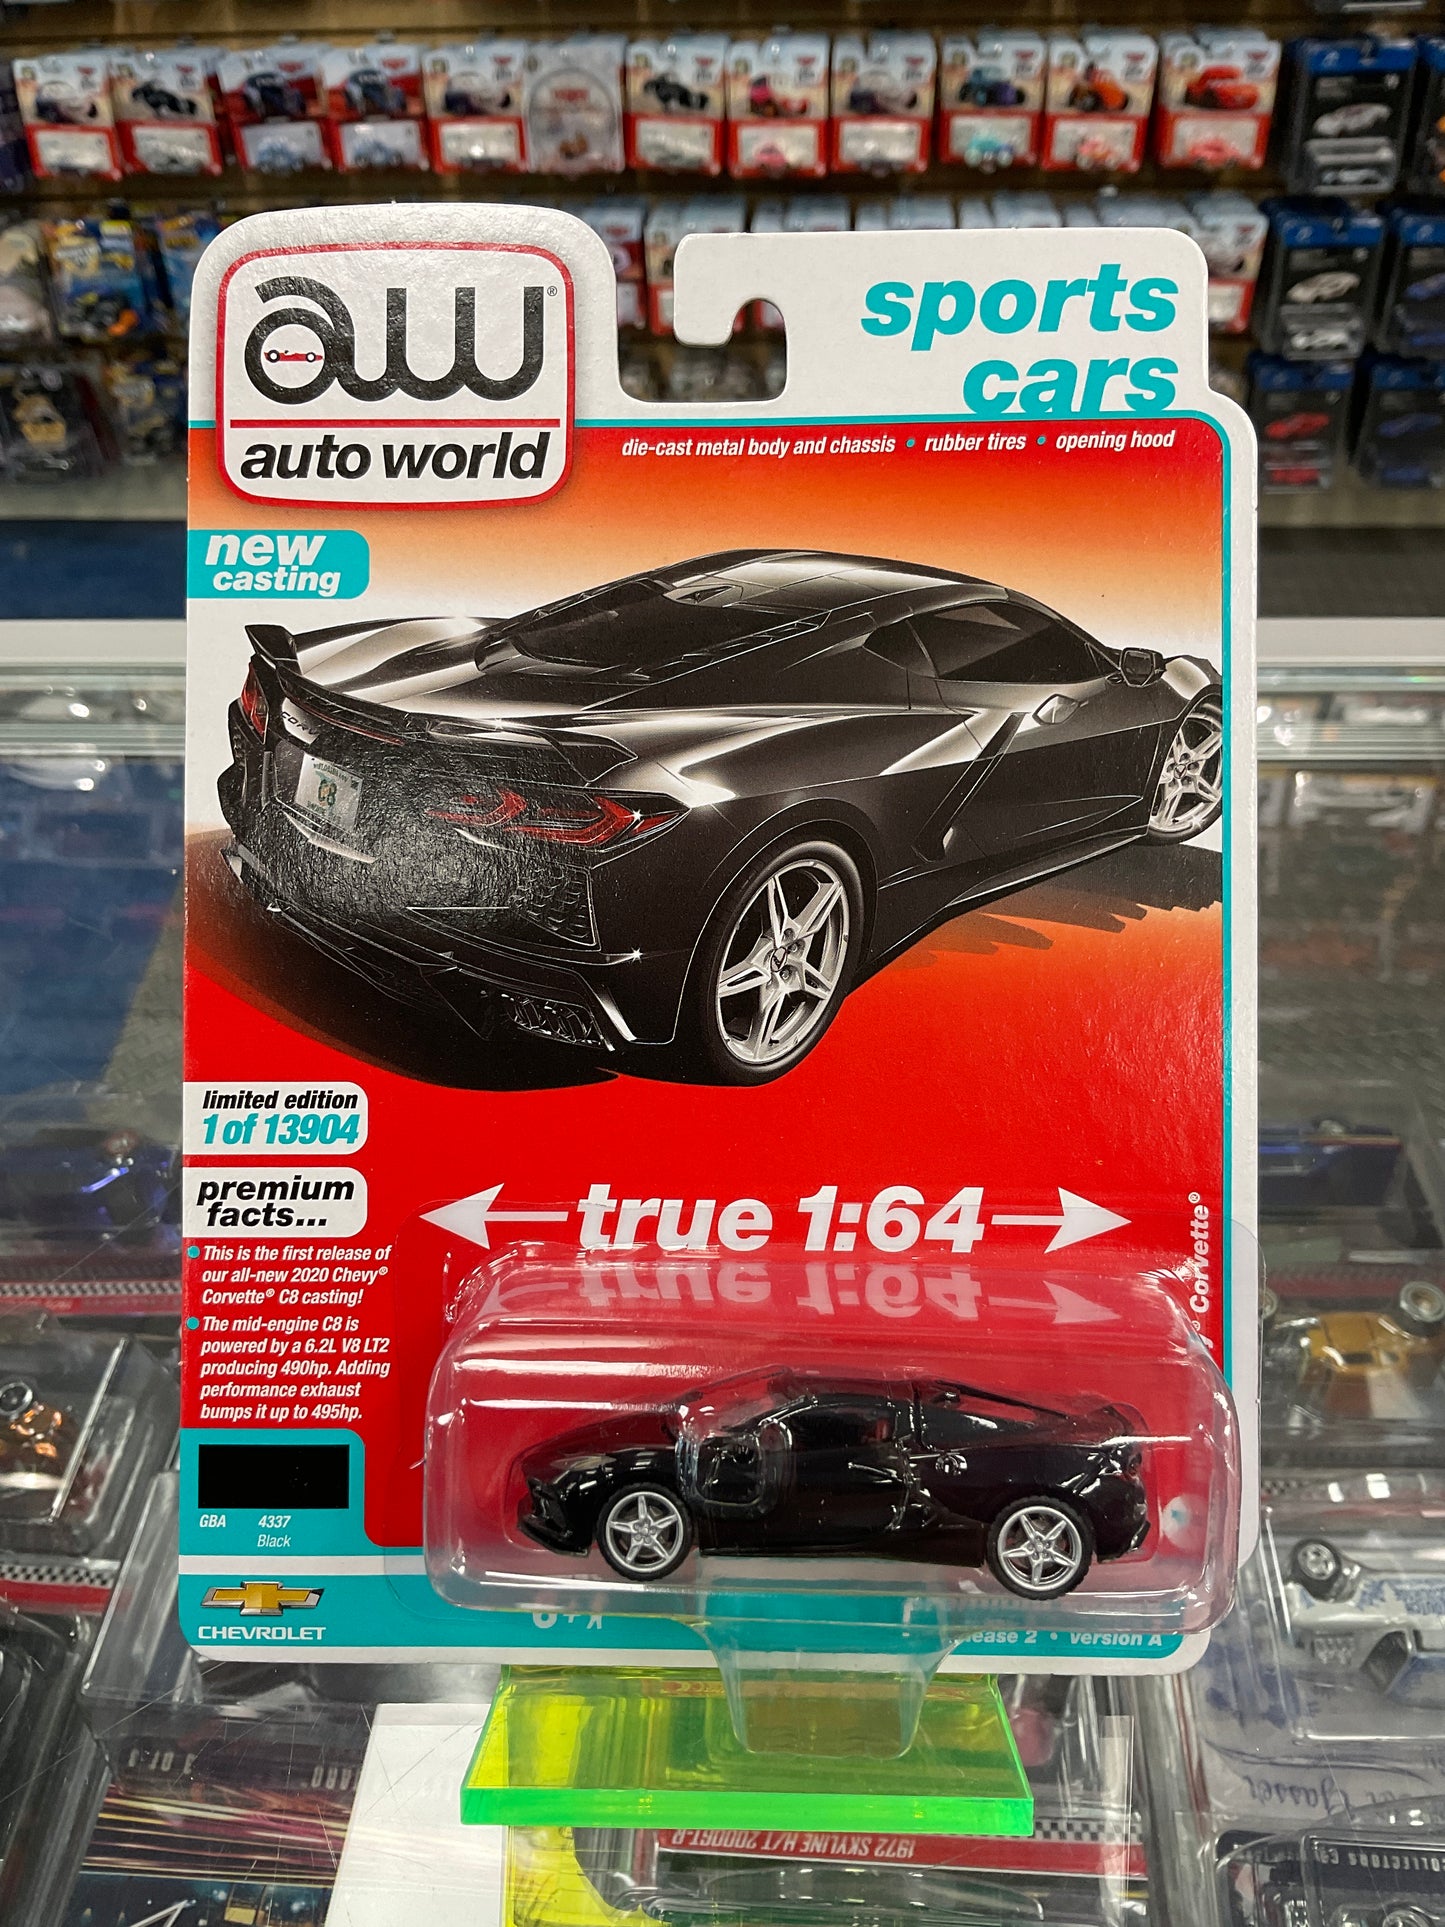 aw®
auto world
sports
cars
die-cast metal body and chassis • rubber tires • opening hood
new
casting
limited edition
1 of 13904
premium
facts...
true 1:64
• This is the first release of
our all-new 2020 Chevy®
Corvette® C8 casting!
• The mid-engine C8 is
powered by a 6.2L V8 LT2
producing 490hp. Adding
performance exhaust
bumps it up to 495hp.
Corvette®
GBA 4337
Black
CHEVROLET
2 • version A
1972 SKYLINE H/T 2000GT-R
Gasser
COLLECTORS